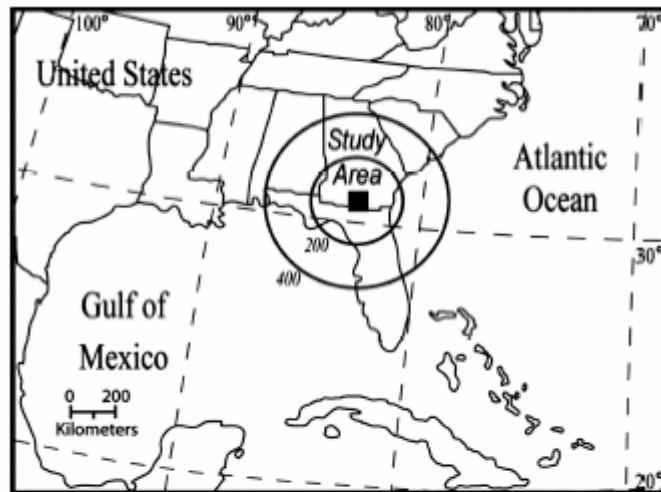 100°
90°
80°
70°
United States
Study
Area
Atlantic
Ocean
200
400
30°
Gulf of
Mexico
0 200
Kilometers
20°